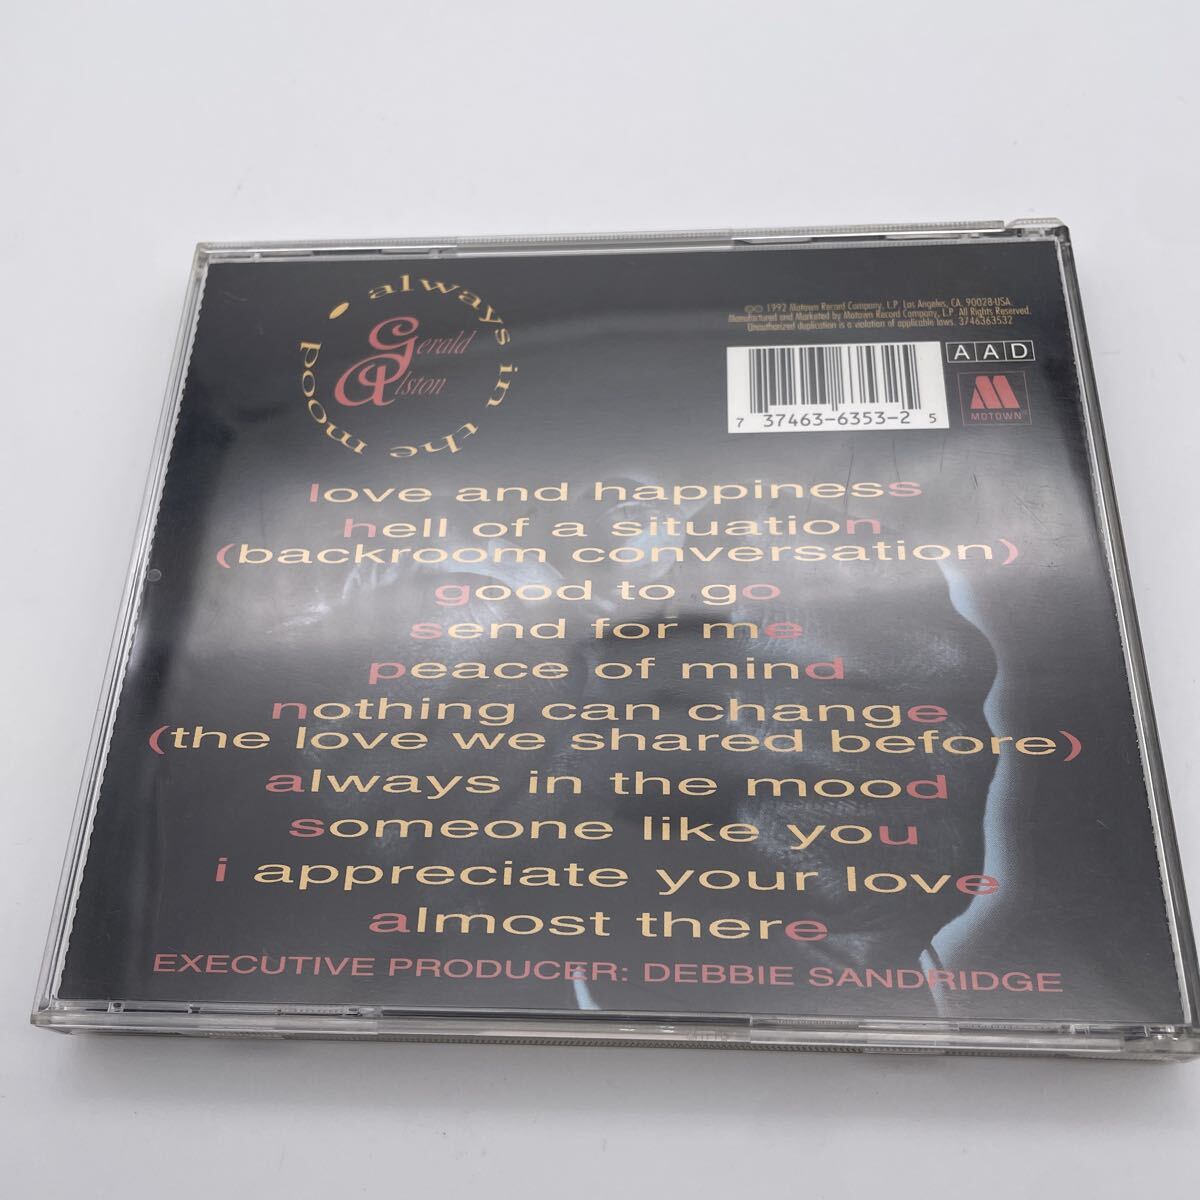 always in the mood
Gerald
Alston
℗© 1992 Motown Record Company, L.P. Los Angeles, CA. 90028-USA.
Manufactured and Marketed by Motown Record Company, L.P. All Rights Reserved.
Unauthorized duplication is a violation of applicable laws. 3746363532
AAD
MOTOWN
7 37463-6353-2 5
love and happiness
hell of a situation
(backroom conversation)
good to go
send for me
peace of mind
nothing can change
(the love we shared before)
always in the mood
someone like you
i appreciate your love
almost there
EXECUTIVE PRODUCER: DEBBIE SANDRIDGE